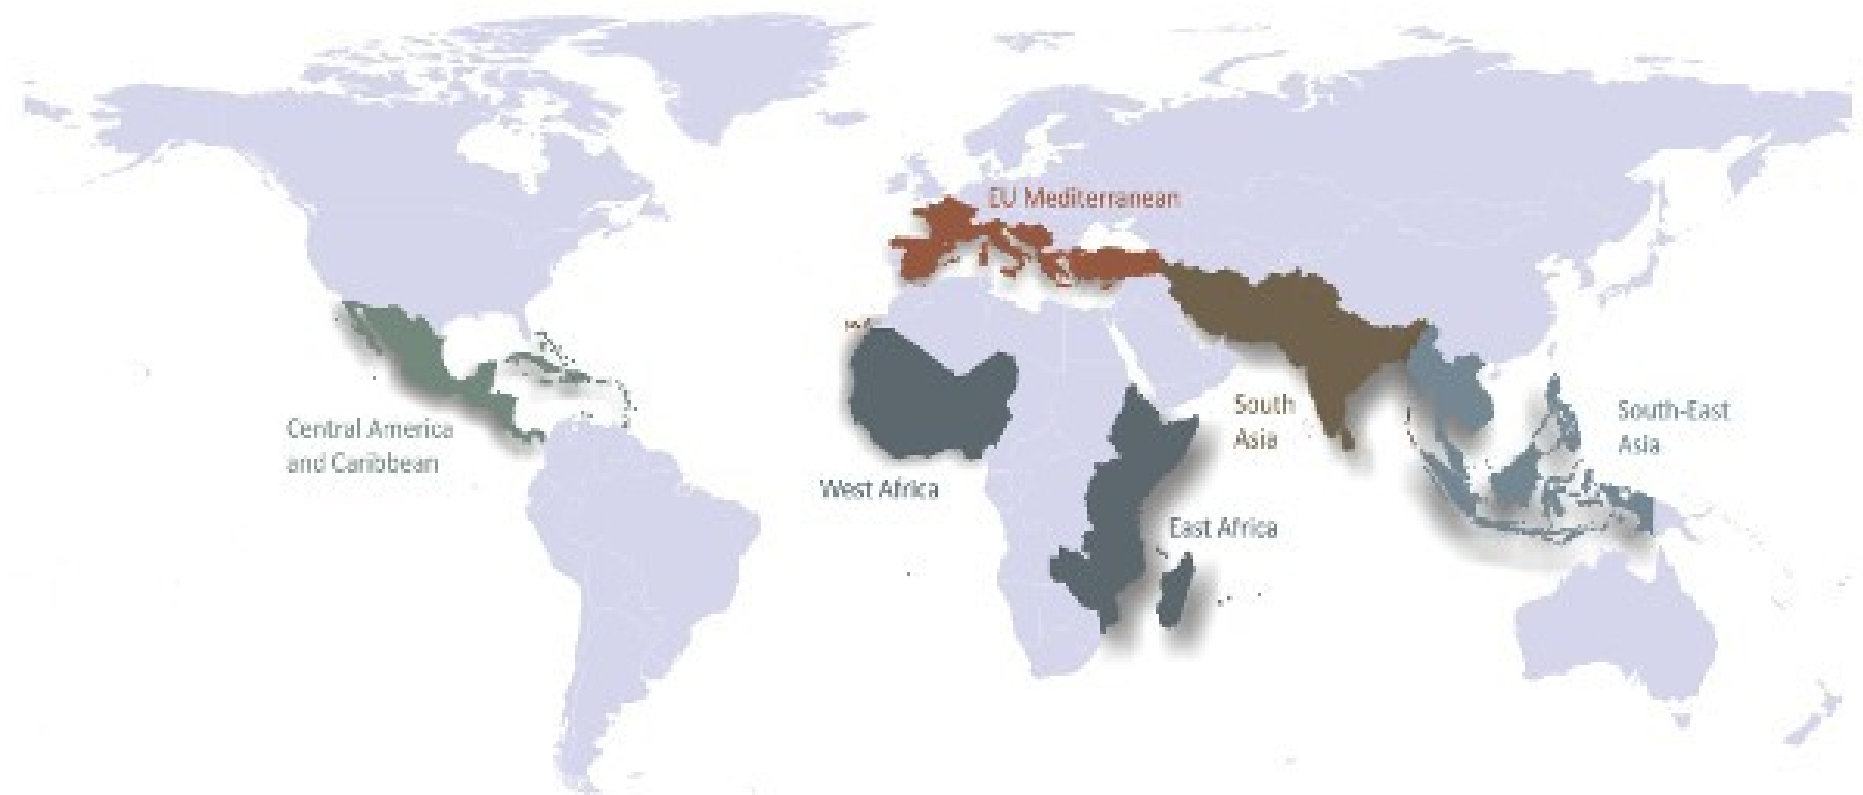 EU Mediterranean
Central America
and Caribbean
South
Asia
South-East
Asia
West Africa
East Africa